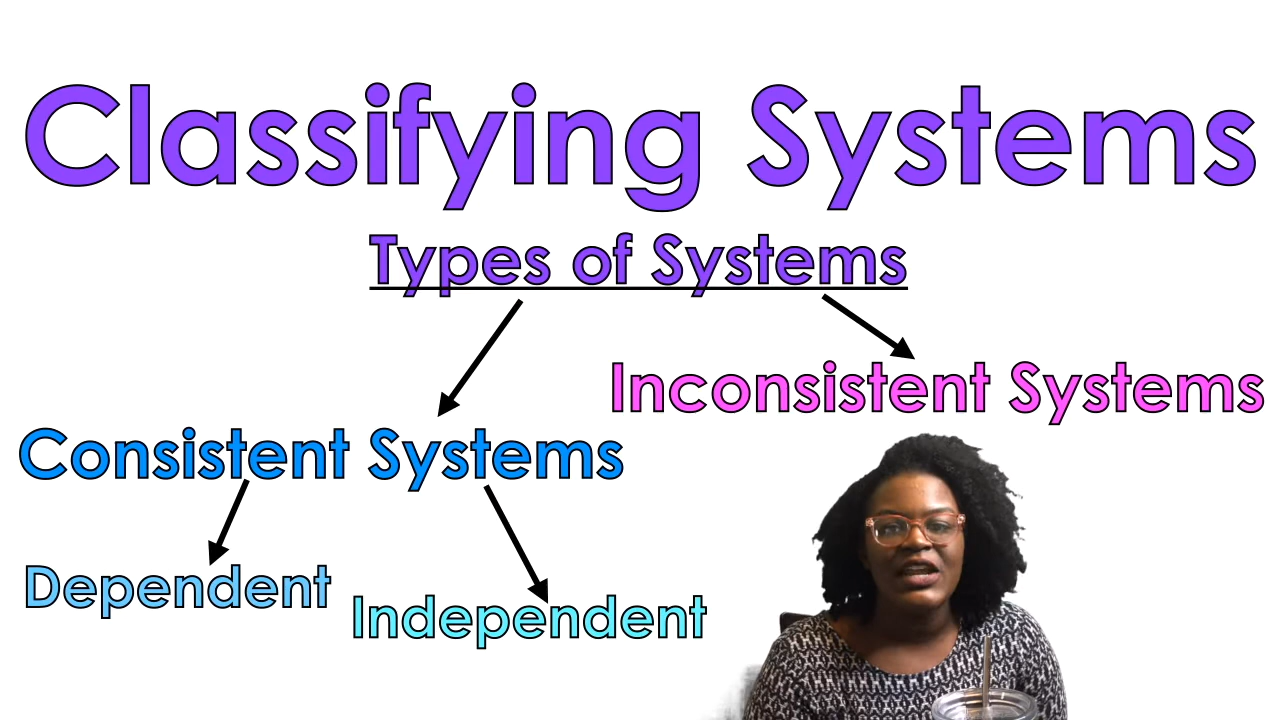 Classifying Systems
Types of Systems
Inconsistent Systems
Consistent Systems
Dependent
Independent